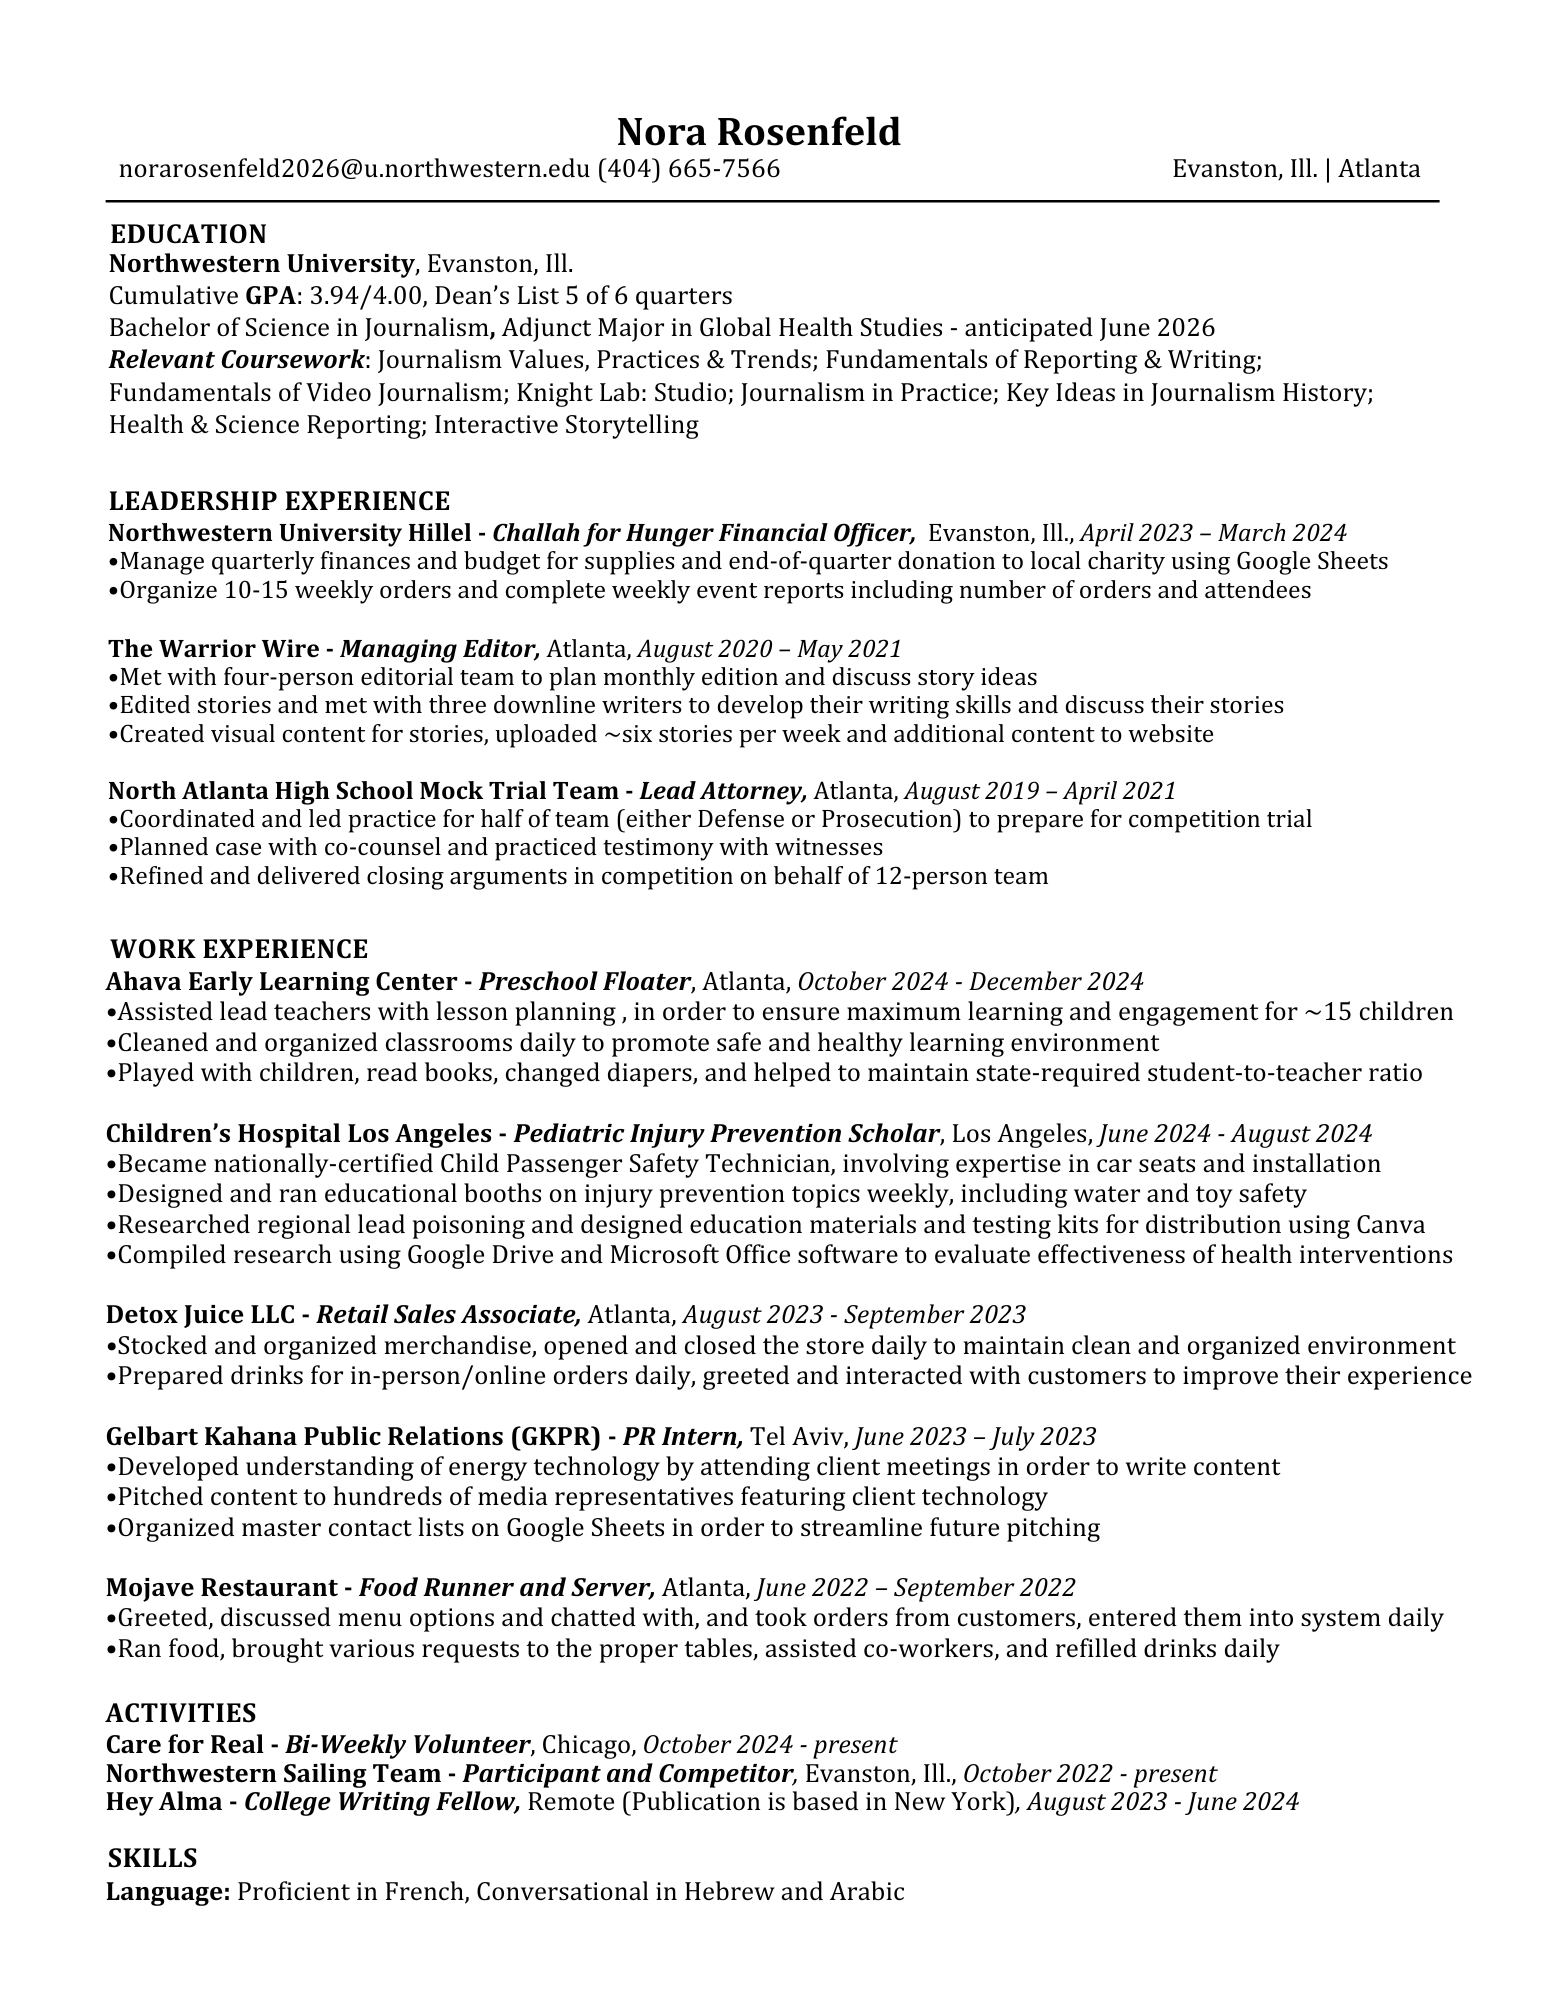 Nora Rosenfeld
norarosenfeld2026@u.northwestern.edu (404) 665-7566 Evanston, Ill. | Atlanta
EDUCATION
Northwestern University, Evanston, Ill.
Cumulative GPA: 3.94/4.00, Dean’s List 5 of 6 quarters
Bachelor of Science in Journalism, Adjunct Major in Global Health Studies - anticipated June 2026
Relevant Coursework: Journalism Values, Practices & Trends; Fundamentals of Reporting & Writing;
Fundamentals of Video Journalism; Knight Lab: Studio; Journalism in Practice; Key Ideas in Journalism History;
Health & Science Reporting; Interactive Storytelling
LEADERSHIP EXPERIENCE
Northwestern University Hillel - Challah for Hunger Financial Officer, Evanston, Ill., April 2023 – March 2024
•Manage quarterly finances and budget for supplies and end-of-quarter donation to local charity using Google Sheets
•Organize 10-15 weekly orders and complete weekly event reports including number of orders and attendees
The Warrior Wire - Managing Editor, Atlanta, August 2020 – May 2021
•Met with four-person editorial team to plan monthly edition and discuss story ideas
•Edited stories and met with three downline writers to develop their writing skills and discuss their stories
•Created visual content for stories, uploaded ~six stories per week and additional content to website
North Atlanta High School Mock Trial Team - Lead Attorney, Atlanta, August 2019 – April 2021
•Coordinated and led practice for half of team (either Defense or Prosecution) to prepare for competition trial
•Planned case with co-counsel and practiced testimony with witnesses
•Refined and delivered closing arguments in competition on behalf of 12-person team
WORK EXPERIENCE
Ahava Early Learning Center - Preschool Floater, Atlanta, October 2024 - December 2024
•Assisted lead teachers with lesson planning , in order to ensure maximum learning and engagement for ~15 children
•Cleaned and organized classrooms daily to promote safe and healthy learning environment
•Played with children, read books, changed diapers, and helped to maintain state-required student-to-teacher ratio
Children’s Hospital Los Angeles - Pediatric Injury Prevention Scholar, Los Angeles, June 2024 - August 2024
•Became nationally-certified Child Passenger Safety Technician, involving expertise in car seats and installation
•Designed and ran educational booths on injury prevention topics weekly, including water and toy safety
•Researched regional lead poisoning and designed education materials and testing kits for distribution using Canva
•Compiled research using Google Drive and Microsoft Office software to evaluate effectiveness of health interventions
Detox Juice LLC - Retail Sales Associate, Atlanta, August 2023 - September 2023
•Stocked and organized merchandise, opened and closed the store daily to maintain clean and organized environment
•Prepared drinks for in-person/online orders daily, greeted and interacted with customers to improve their experience
Gelbart Kahana Public Relations (GKPR) - PR Intern, Tel Aviv, June 2023 – July 2023
•Developed understanding of energy technology by attending client meetings in order to write content
•Pitched content to hundreds of media representatives featuring client technology
•Organized master contact lists on Google Sheets in order to streamline future pitching
Mojave Restaurant - Food Runner and Server, Atlanta, June 2022 – September 2022
•Greeted, discussed menu options and chatted with, and took orders from customers, entered them into system daily
•Ran food, brought various requests to the proper tables, assisted co-workers, and refilled drinks daily
ACTIVITIES
Care for Real - Bi-Weekly Volunteer, Chicago, October 2024 - present
Northwestern Sailing Team - Participant and Competitor, Evanston, Ill., October 2022 - present
Hey Alma - College Writing Fellow, Remote (Publication is based in New York), August 2023 - June 2024
SKILLS
Language: Proficient in French, Conversational in Hebrew and Arabic